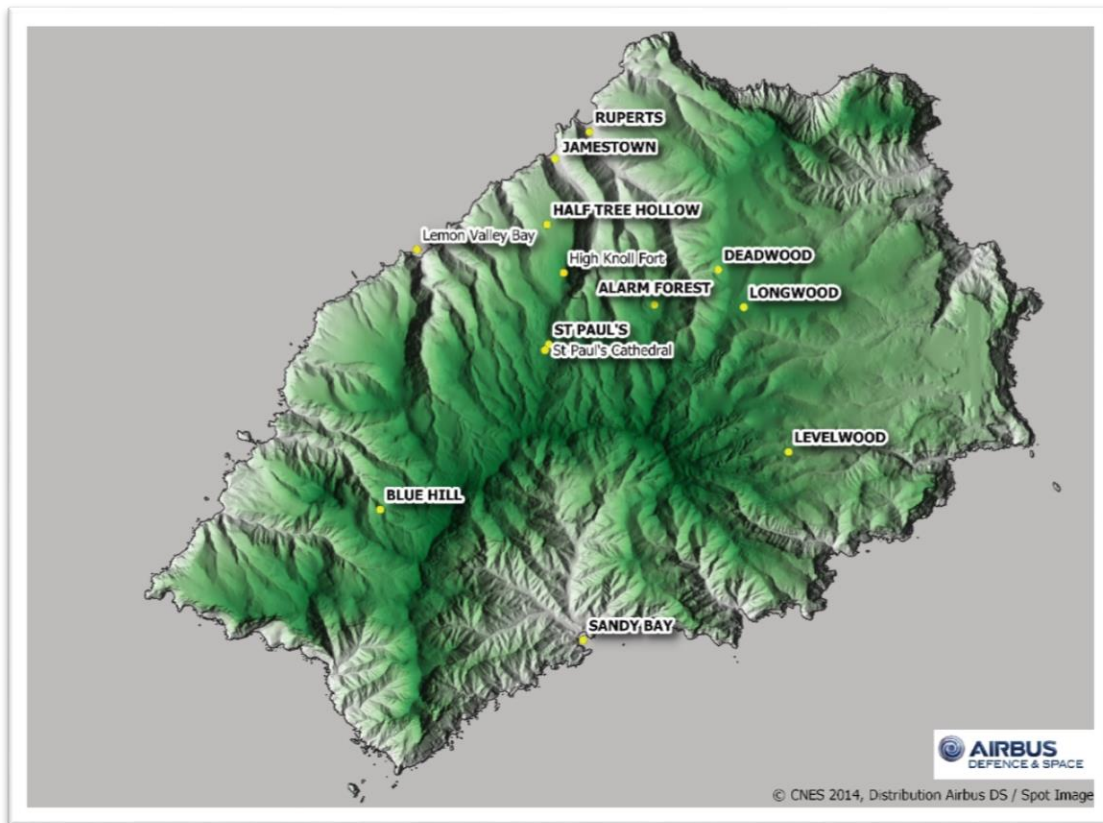 RUPERTS
JAMESTOWN
HALF TREE HOLLOW
Lemon Valley Bay
High Knoll Fort
DEADWOOD
ALARM FOREST
LONGWOOD
ST PAUL'S
St Paul's Cathedral
LEVELWOOD
BLUE HILL
SANDY BAY
AIRBUS
DEFENCE & SPACE
© CNES 2014, Distribution Airbus DS / Spot Image